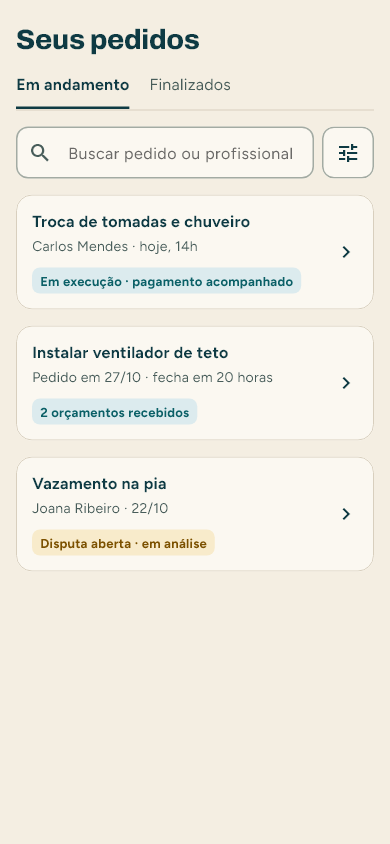 Seus pedidos
Em andamento
Finalizados
Buscar pedido ou profissional
Troca de tomadas e chuveiro
Carlos Mendes · hoje, 14h
Em execução · pagamento acompanhado
Instalar ventilador de teto
Pedido em 27/10 · fecha em 20 horas
2 orçamentos recebidos
Vazamento na pia
Joana Ribeiro · 22/10
Disputa aberta · em análise